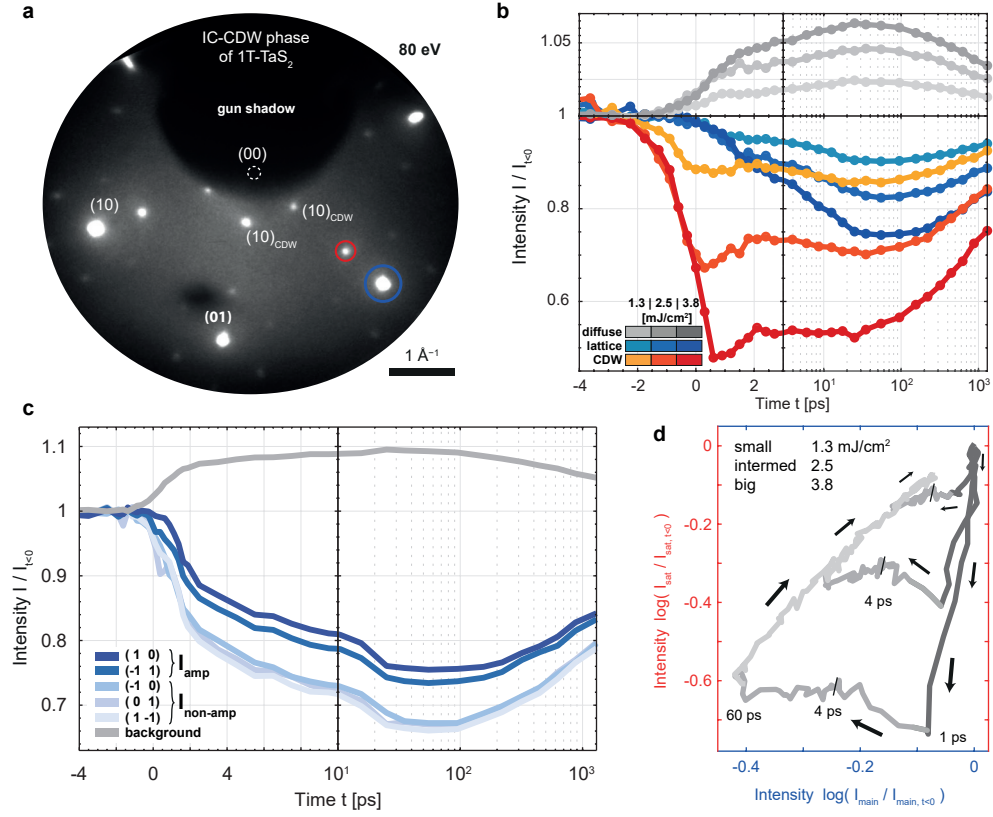 a
IC-CDW phase
of 1T-TaS2
80 eV
gun shadow
(00)
(10)
(10)CDW
(10)CDW
(01)
1 Å⁻¹
b
Intensity I / It<0
1.05
1
0.8
0.6
1.3 | 2.5 | 3.8
[mJ/cm²]
diffuse
lattice
CDW
-4 -2 0 2 10¹ 10² 10³
Time t [ps]
c
Intensity I / It<0
1.1
1
0.9
0.8
0.7
( 1 0)
(-1 1)
} Iamp
(-1 0)
( 0 1)
( 1 -1)
} Inon-amp
background
-4 0 4 10¹ 10² 10³
Time t [ps]
d
Intensity log( Isat / Isat, t<0 )
0
-0.2
-0.4
-0.6
small 1.3 mJ/cm²
intermed 2.5
big 3.8
4 ps
60 ps
4 ps
1 ps
-0.4 -0.2 0
Intensity log( Imain / Imain, t<0 )